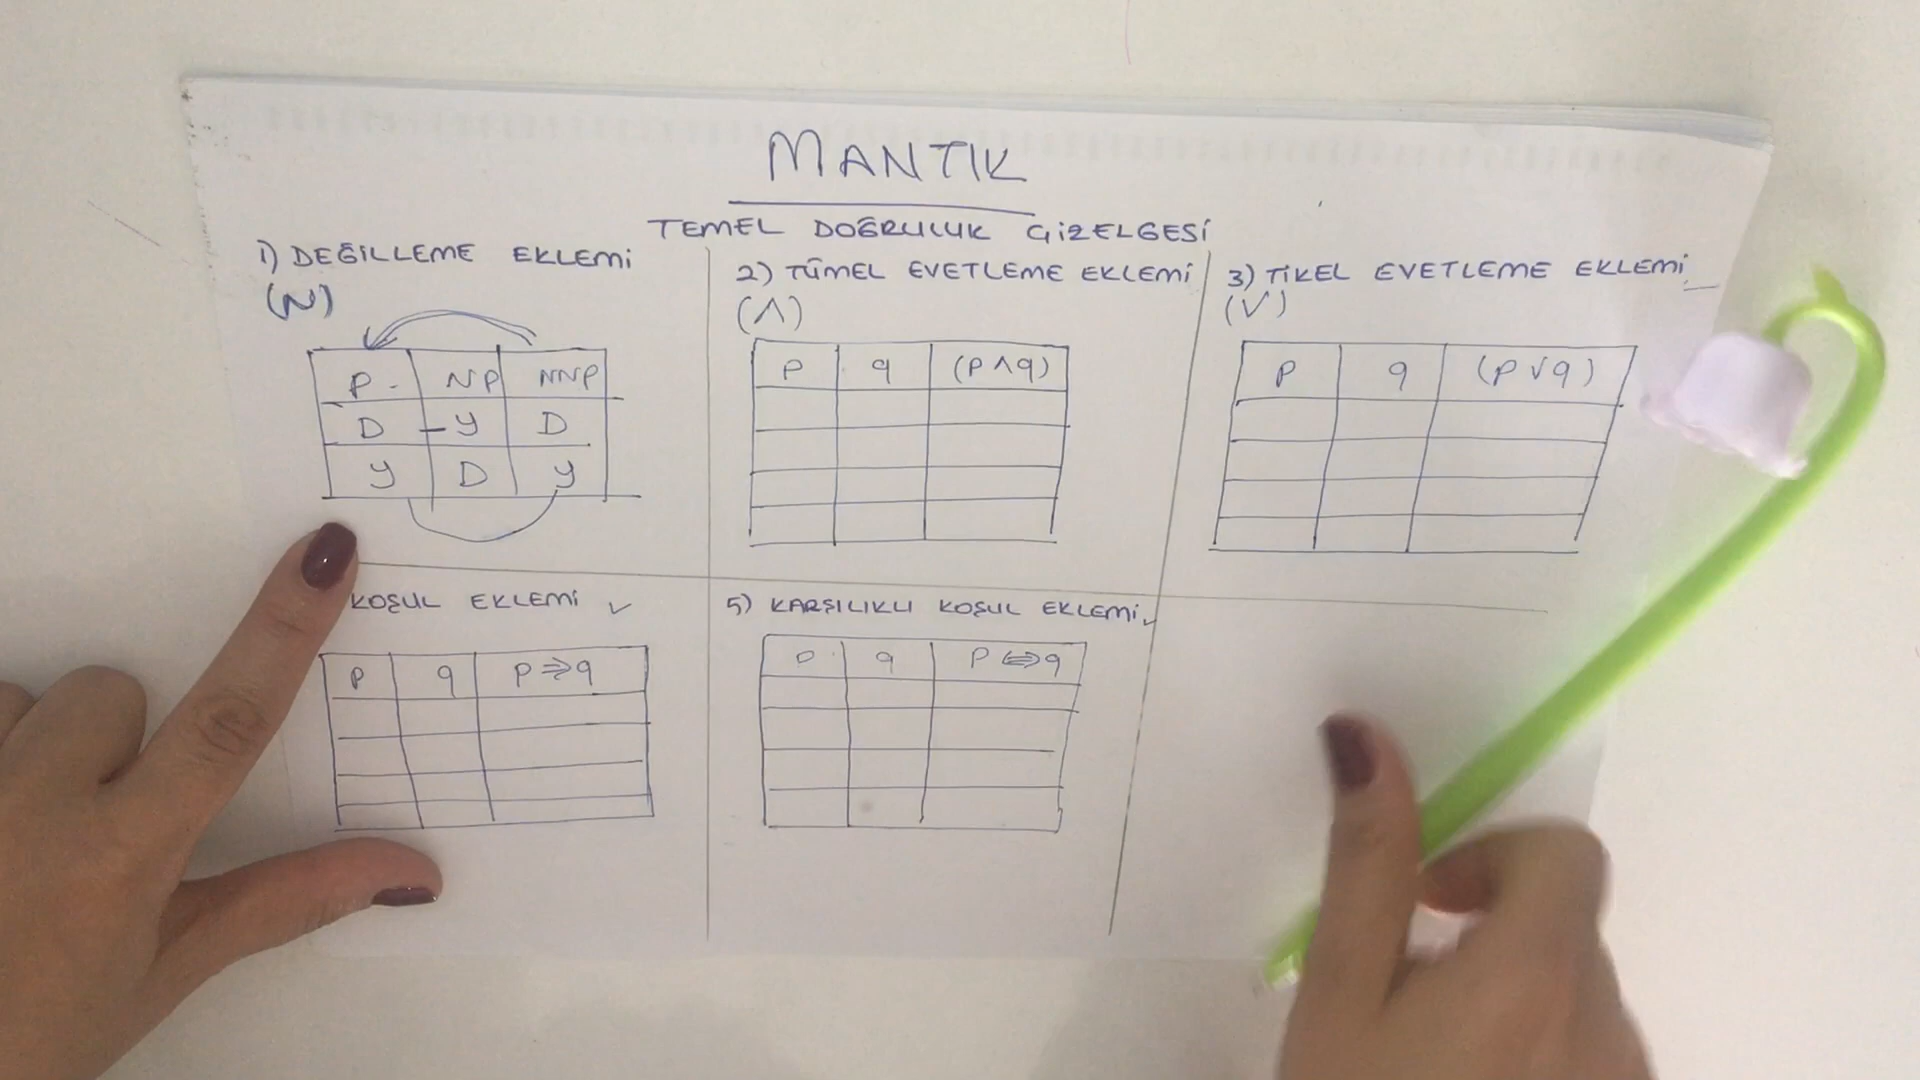 MANTIK
TEMEL DOĞRULUK ÇİZELGESİ
1) DEĞİLLEME EKLEMİ
(N)
P NP NNP
D Y D
Y D Y
2) TÜMEL EVETLEME EKLEMİ
(Λ)
P q (P Λ q)
3) TİKEL EVETLEME EKLEMİ
(V)
P q (P V q)
KOŞUL EKLEMİ ✓
P q P ⇒ q
5) KARŞILIKLI KOŞUL EKLEMİ ✓
P q P ⇔ q